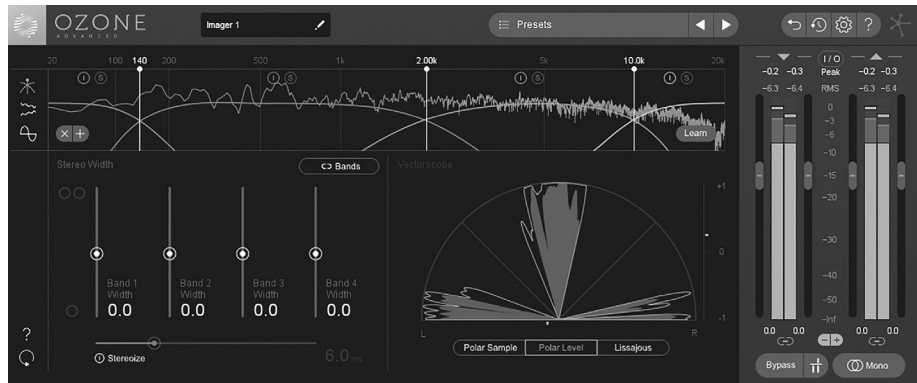 OZONE
ADVANCED
Imager 1
Presets
?
20 100 140 200 500 1k 2.00k 5k 10.0k 20k
I S I S I S I S
× +
Learn
I/O
-0.2 -0.3 Peak -0.2 -0.3
-6.3 -6.4 RMS -6.3 -6.4
0
-3
-6
-10
-15
-20
-30
-40
-50
-Inf
0.0 0.0 0.0 0.0
- +
Bypass
Mono
Stereo Width
Bands
Band 1 Width
0.0
Band 2 Width
0.0
Band 3 Width
0.0
Band 4 Width
0.0
I Stereoize
6.0 ms
Vectorscope
+1
0
-1
L R
Polar Sample Polar Level Lissajous
?